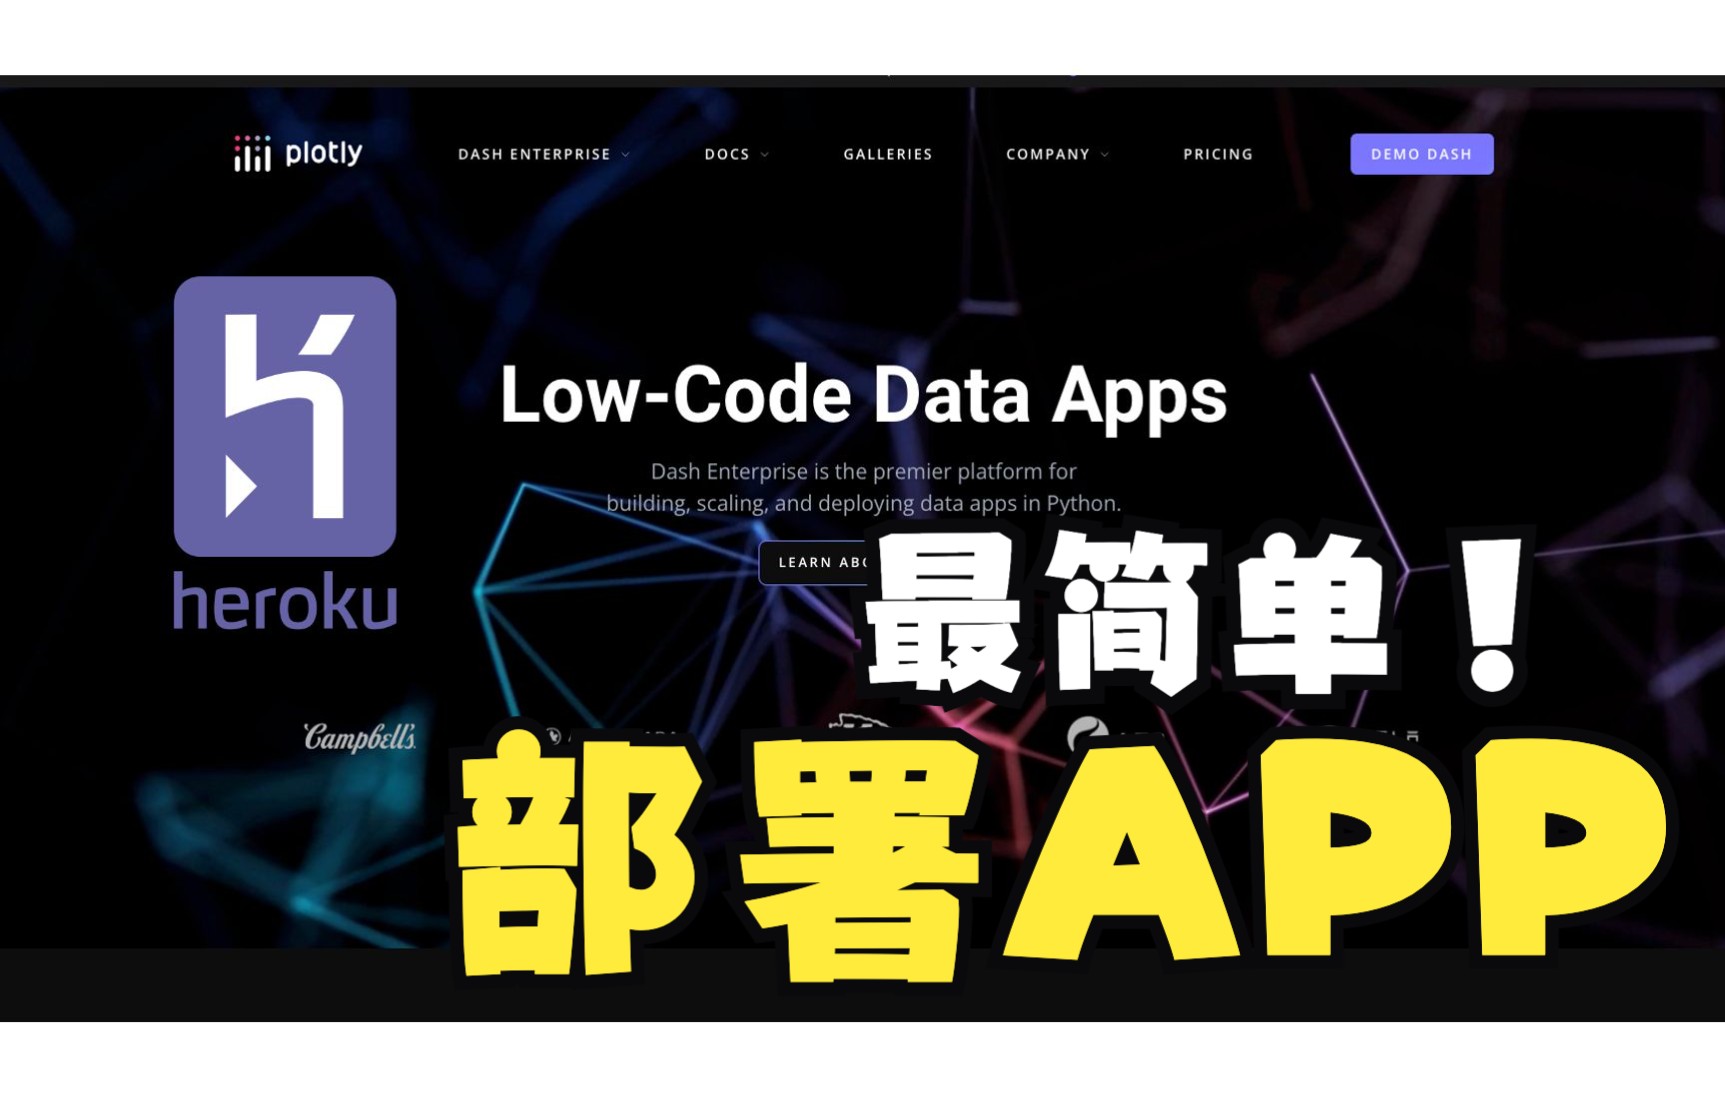 plotly
DASH ENTERPRISE
DOCS
GALLERIES
COMPANY
PRICING
DEMO DASH
heroku
Low-Code Data Apps
Dash Enterprise is the premier platform for
building, scaling, and deploying data apps in Python.
LEARN
最简单！
Campbell's
部署APP